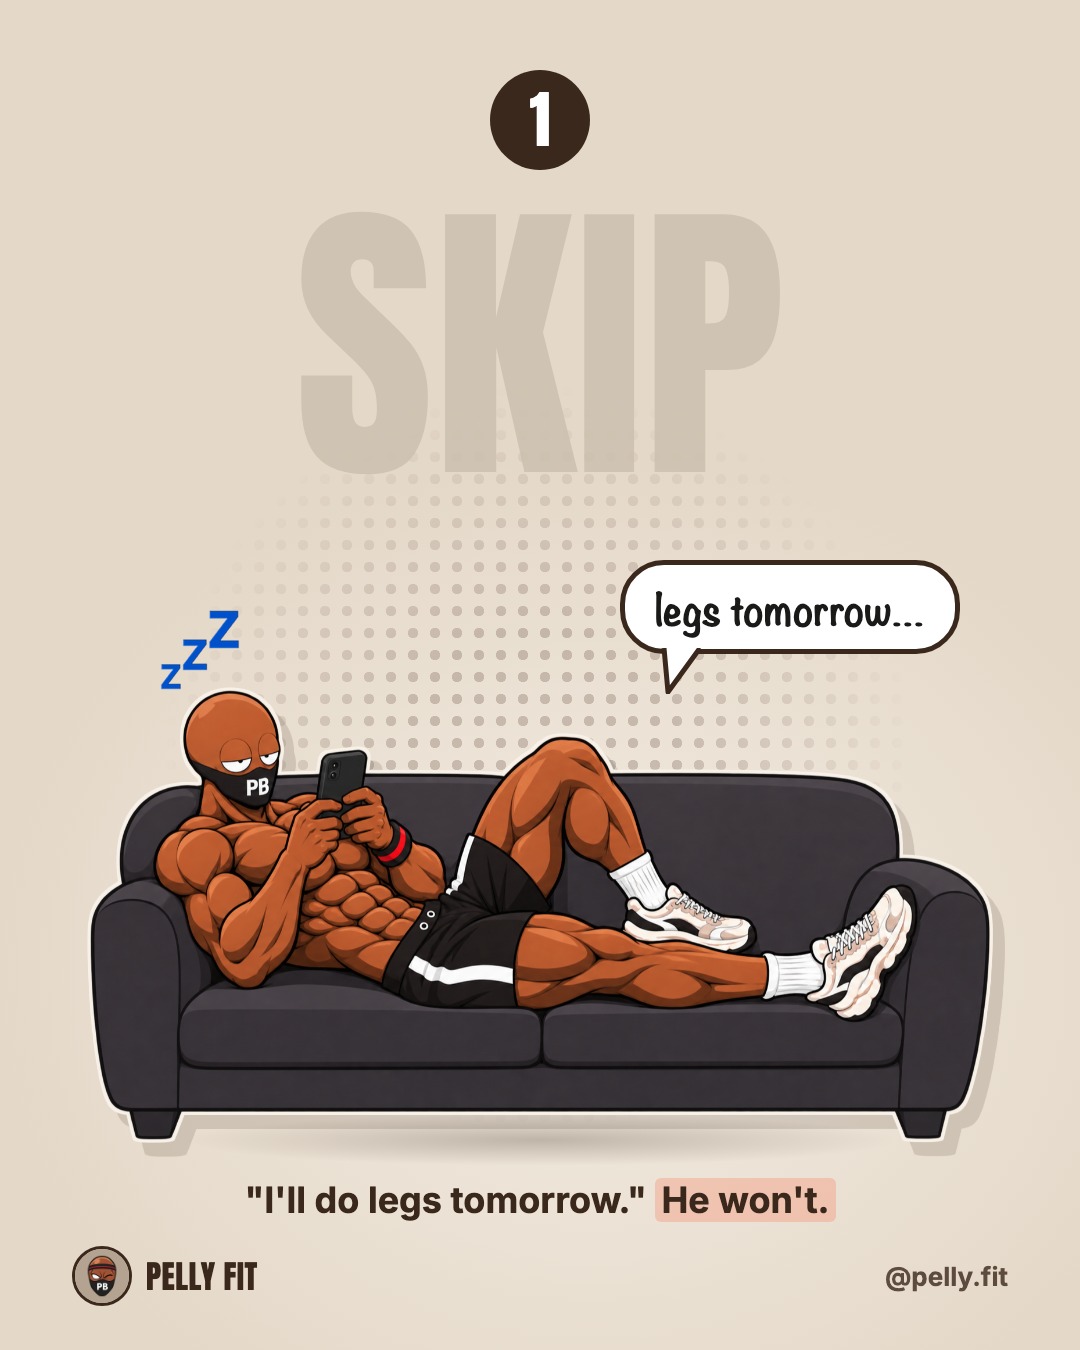 1
SKIP
legs tomorrow...
z
z
Z
PB
"I'll do legs tomorrow." He won't.
PB
PELLY FIT
@pelly.fit